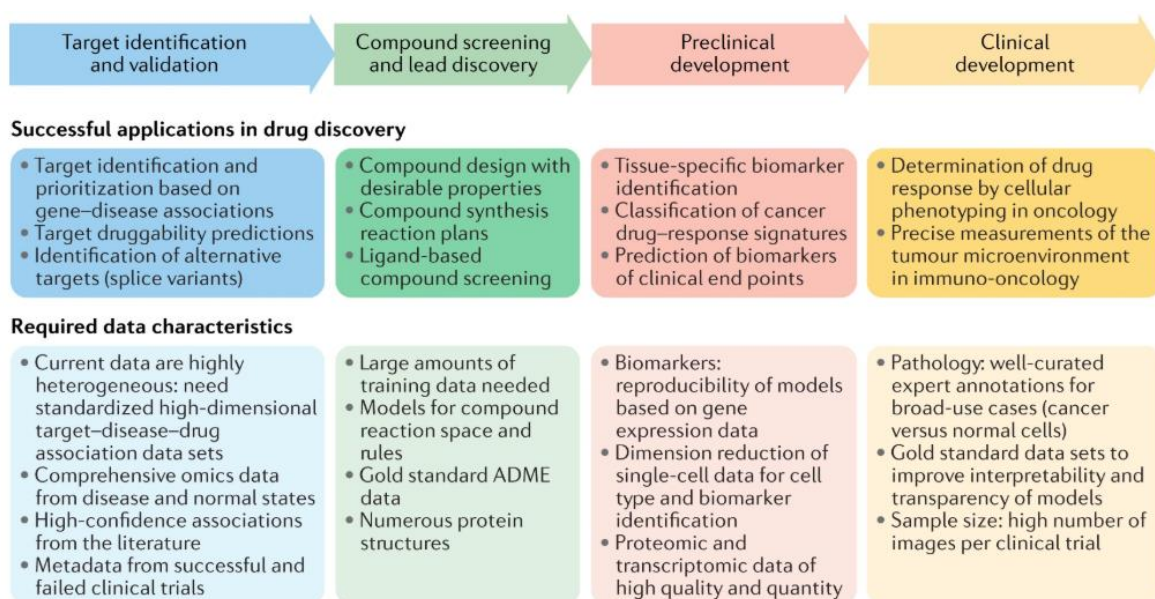 Target identification
and validation
Compound screening
and lead discovery
Preclinical
development
Clinical
development
Successful applications in drug discovery
• Target identification and
prioritization based on
gene–disease associations
• Target druggability predictions
• Identification of alternative
targets (splice variants)
• Compound design with
desirable properties
• Compound synthesis
reaction plans
• Ligand-based
compound screening
• Tissue-specific biomarker
identification
• Classification of cancer
drug–response signatures
• Prediction of biomarkers
of clinical end points
• Determination of drug
response by cellular
phenotyping in oncology
• Precise measurements of the
tumour microenvironment
in immuno-oncology
Required data characteristics
• Current data are highly
heterogeneous: need
standardized high-dimensional
target–disease–drug
association data sets
• Comprehensive omics data
from disease and normal states
• High-confidence associations
from the literature
• Metadata from successful and
failed clinical trials
• Large amounts of
training data needed
• Models for compound
reaction space and
rules
• Gold standard ADME
data
• Numerous protein
structures
• Biomarkers:
reproducibility of models
based on gene
expression data
• Dimension reduction of
single-cell data for cell
type and biomarker
identification
• Proteomic and
transcriptomic data of
high quality and quantity
• Pathology: well-curated
expert annotations for
broad-use cases (cancer
versus normal cells)
• Gold standard data sets to
improve interpretability and
transparency of models
• Sample size: high number of
images per clinical trial